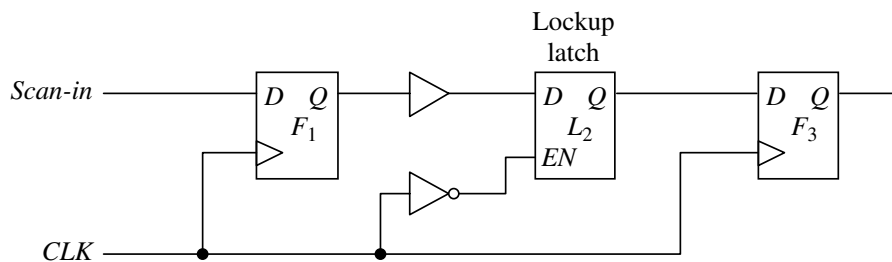 Lockup
latch
Scan-in
D Q
F1
D Q
L2
EN
D Q
F3
CLK